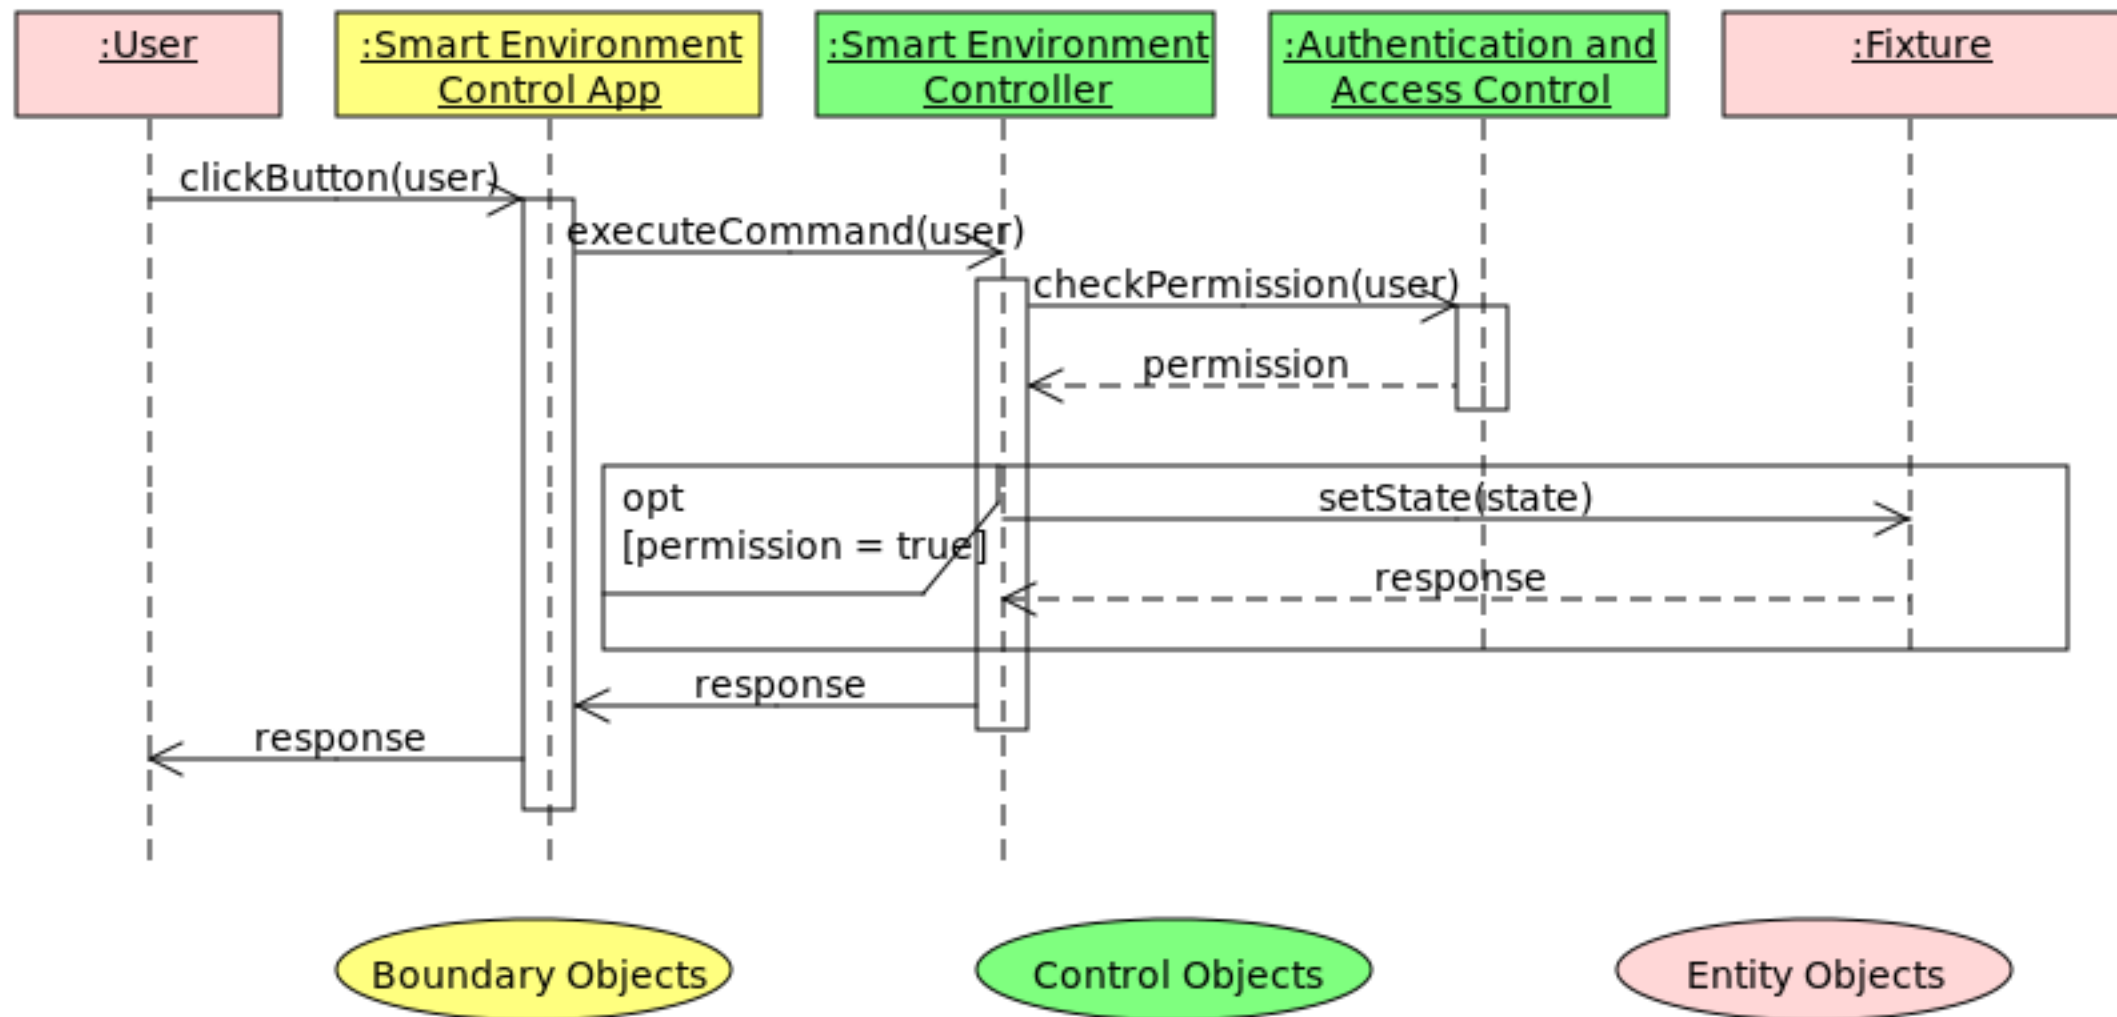 :User
:Smart Environment
Control App
:Smart Environment
Controller
:Authentication and
Access Control
:Fixture
clickButton(user)
executeCommand(user)
checkPermission(user)
permission
opt
[permission = true]
setState(state)
response
response
response
Boundary Objects
Control Objects
Entity Objects